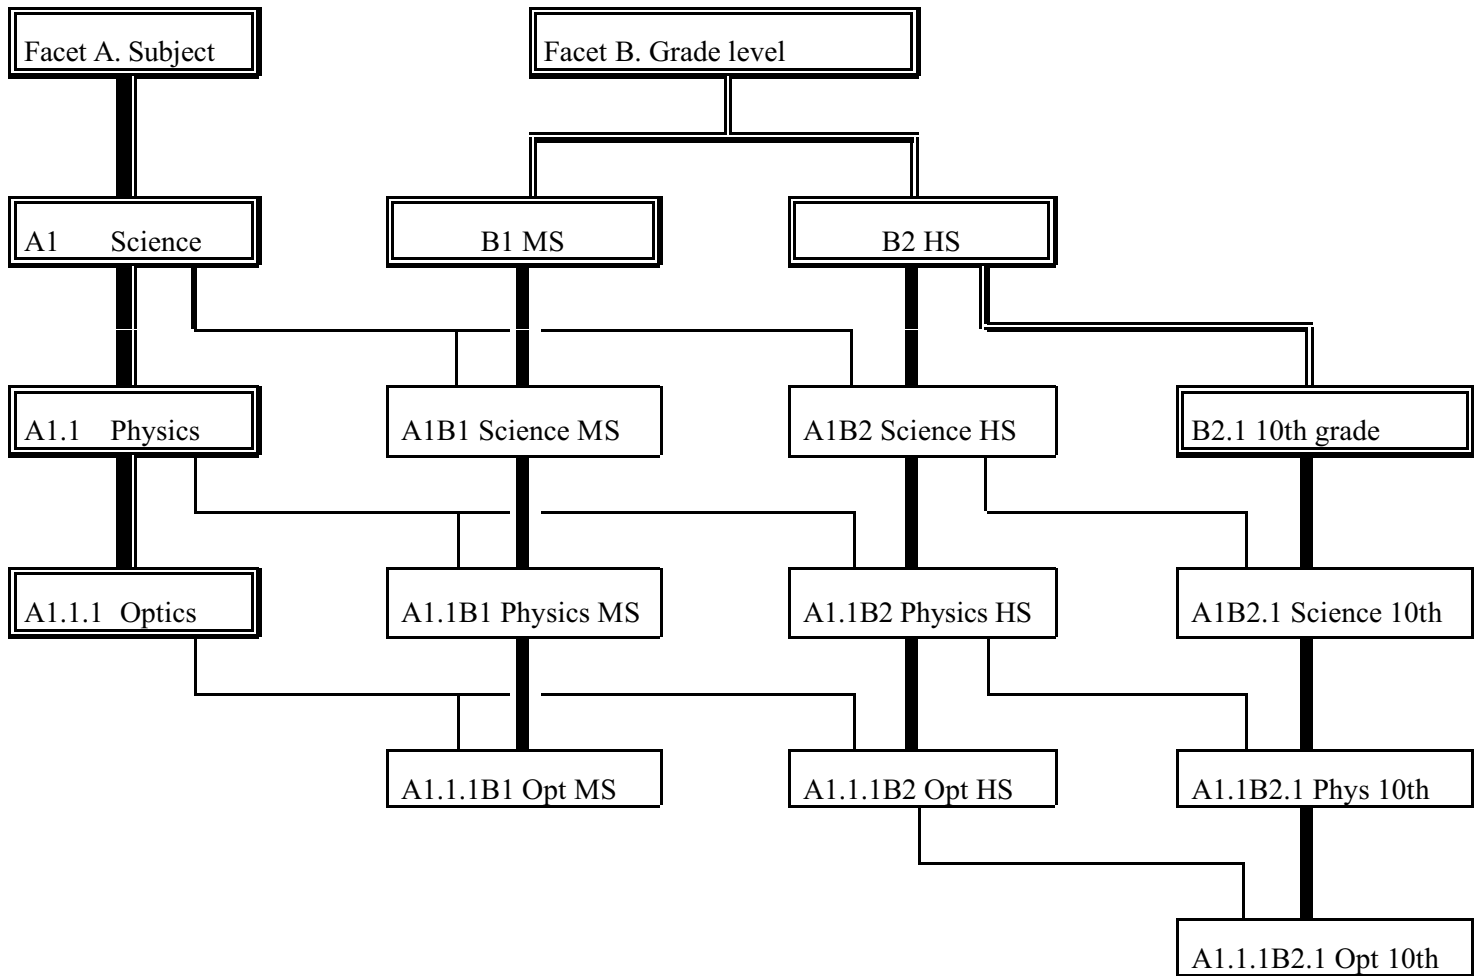 Facet A. Subject
Facet B. Grade level
A1 Science
B1 MS
B2 HS
A1.1 Physics
A1B1 Science MS
A1B2 Science HS
B2.1 10th grade
A1.1.1 Optics
A1.1B1 Physics MS
A1.1B2 Physics HS
A1B2.1 Science 10th
A1.1.1B1 Opt MS
A1.1.1B2 Opt HS
A1.1B2.1 Phys 10th
A1.1.1B2.1 Opt 10th